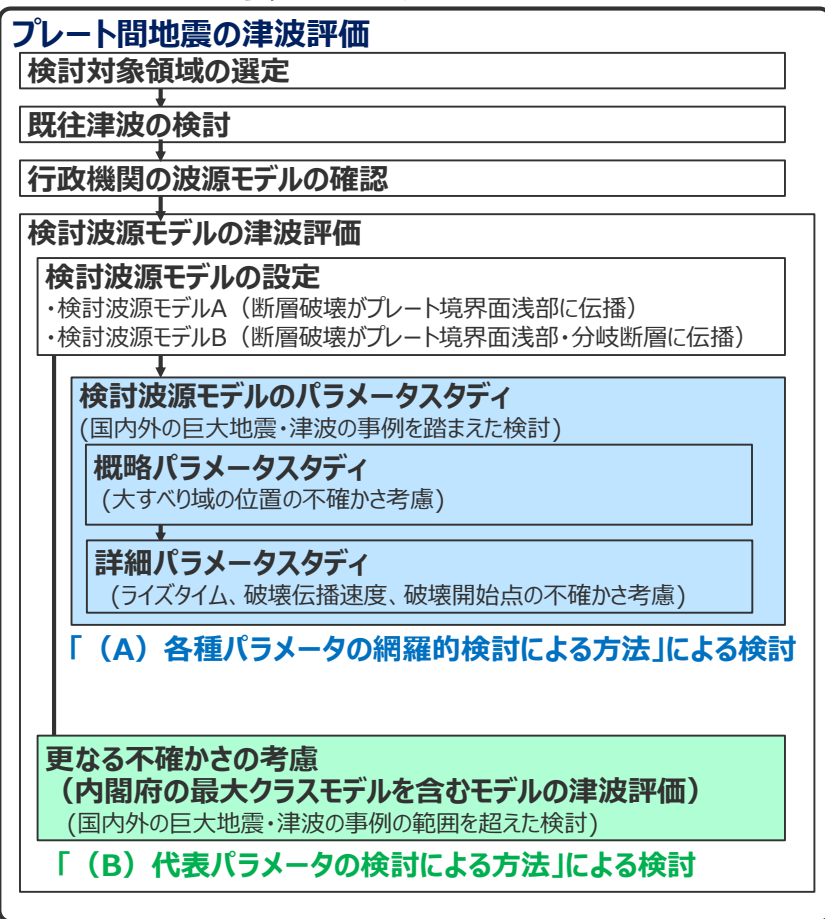 プレート間地震の津波評価
検討対象領域の選定
既往津波の検討
行政機関の波源モデルの確認
検討波源モデルの津波評価
検討波源モデルの設定
・検討波源モデルA（断層破壊がプレート境界面浅部に伝播）
・検討波源モデルB（断層破壊がプレート境界面浅部・分岐断層に伝播）
検討波源モデルのパラメータスタディ
(国内外の巨大地震・津波の事例を踏まえた検討)
概略パラメータスタディ
(大すべり域の位置の不確かさ考慮)
詳細パラメータスタディ
(ライズタイム、破壊伝播速度、破壊開始点の不確かさ考慮)
「（A）各種パラメータの網羅的検討による方法」による検討
更なる不確かさの考慮
（内閣府の最大クラスモデルを含むモデルの津波評価）
(国内外の巨大地震・津波の事例の範囲を超えた検討)
「（B）代表パラメータの検討による方法」による検討